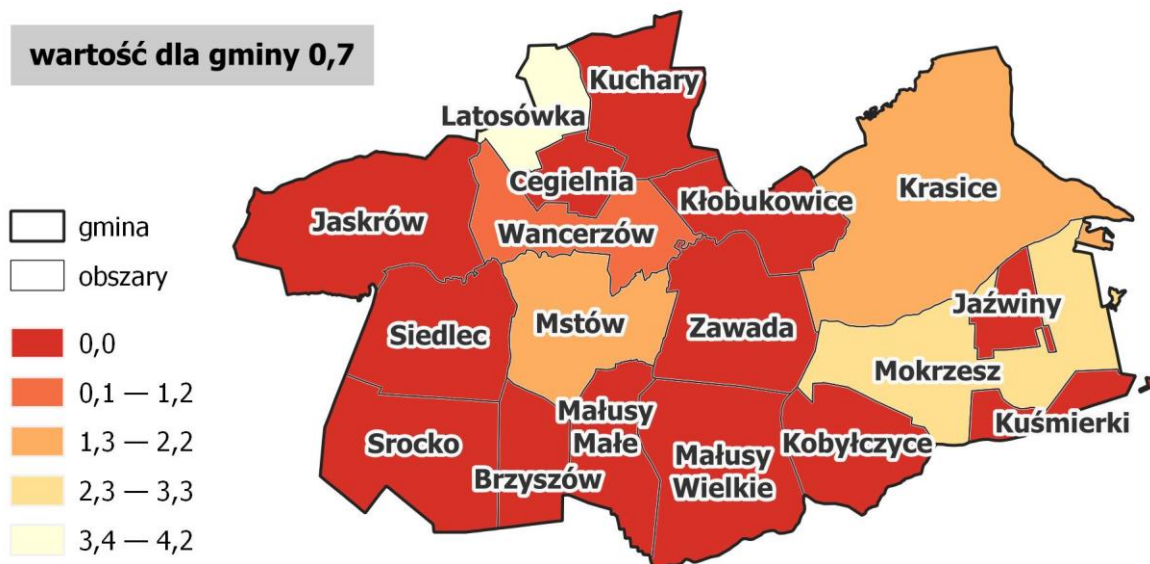 wartość dla gminy 0,7
Kuchary
Latosówka
Cegielnia
Krasice
Kłobukowice
Jaskrów
Wancerzów
gmina
obszary
Jaźwiny
Siedlec
Mstów
Zawada
0,0
Mokrzesz
0,1 — 1,2
Małusy
Małe
Kuśmierki
1,3 — 2,2
Srocko
Kobyłczyce
Brzyszów
Małusy
Wielkie
2,3 — 3,3
3,4 — 4,2